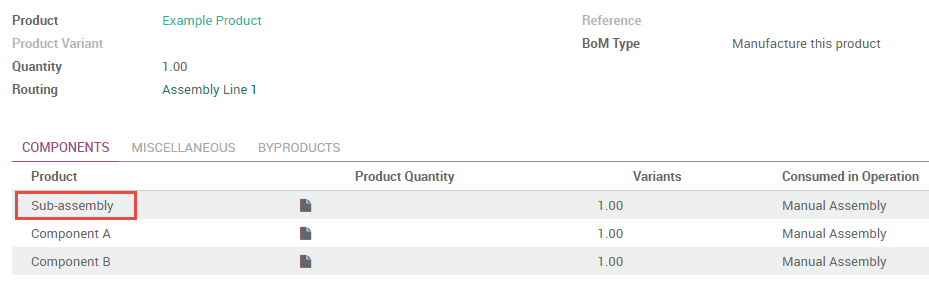 Product Example Product Reference
Product Variant BoM Type Manufacture this product
Quantity 1.00
Routing Assembly Line 1
COMPONENTS MISCELLANEOUS BYPRODUCTS
Product Product Quantity Variants Consumed in Operation
Sub-assembly 1.00 Manual Assembly
Component A 1.00 Manual Assembly
Component B 1.00 Manual Assembly